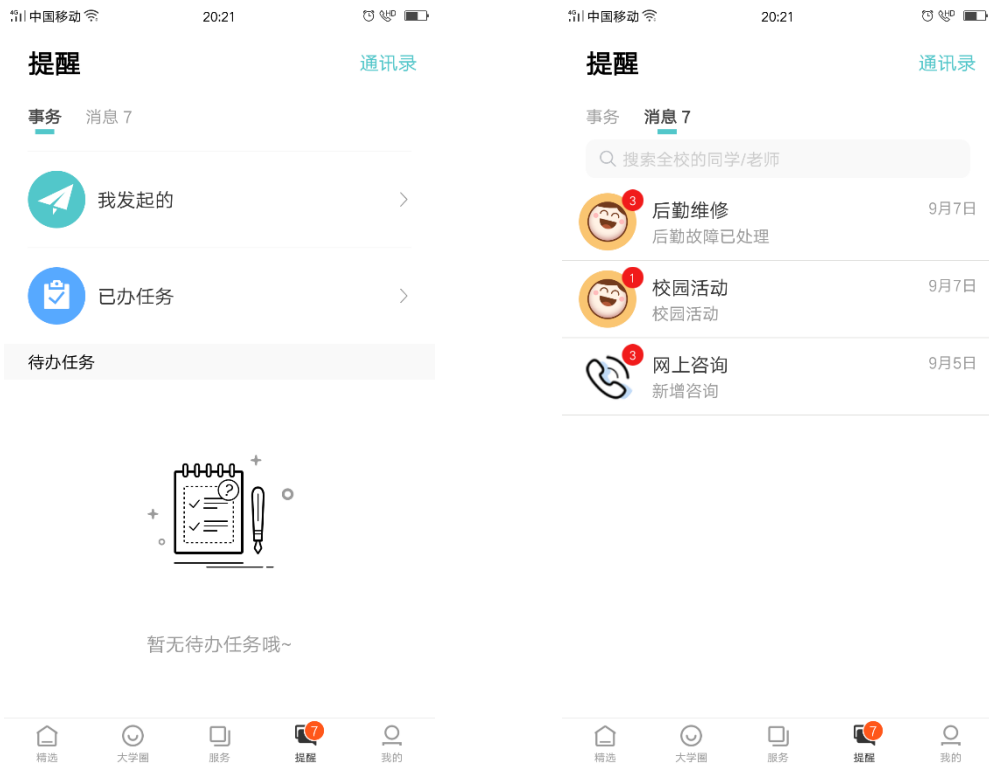 4G 中国移动 20:21 HD
提醒 通讯录
事务 消息 7
我发起的
已办任务
待办任务
?
暂无待办任务哦~
7
精选 大学圈 服务 提醒 我的
4G 中国移动 20:21 HD
提醒 通讯录
事务 消息 7
搜索全校的同学/老师
3
后勤维修 9月7日
后勤故障已处理
1
校园活动 9月7日
校园活动
3
网上咨询 9月5日
新增咨询
7
精选 大学圈 服务 提醒 我的